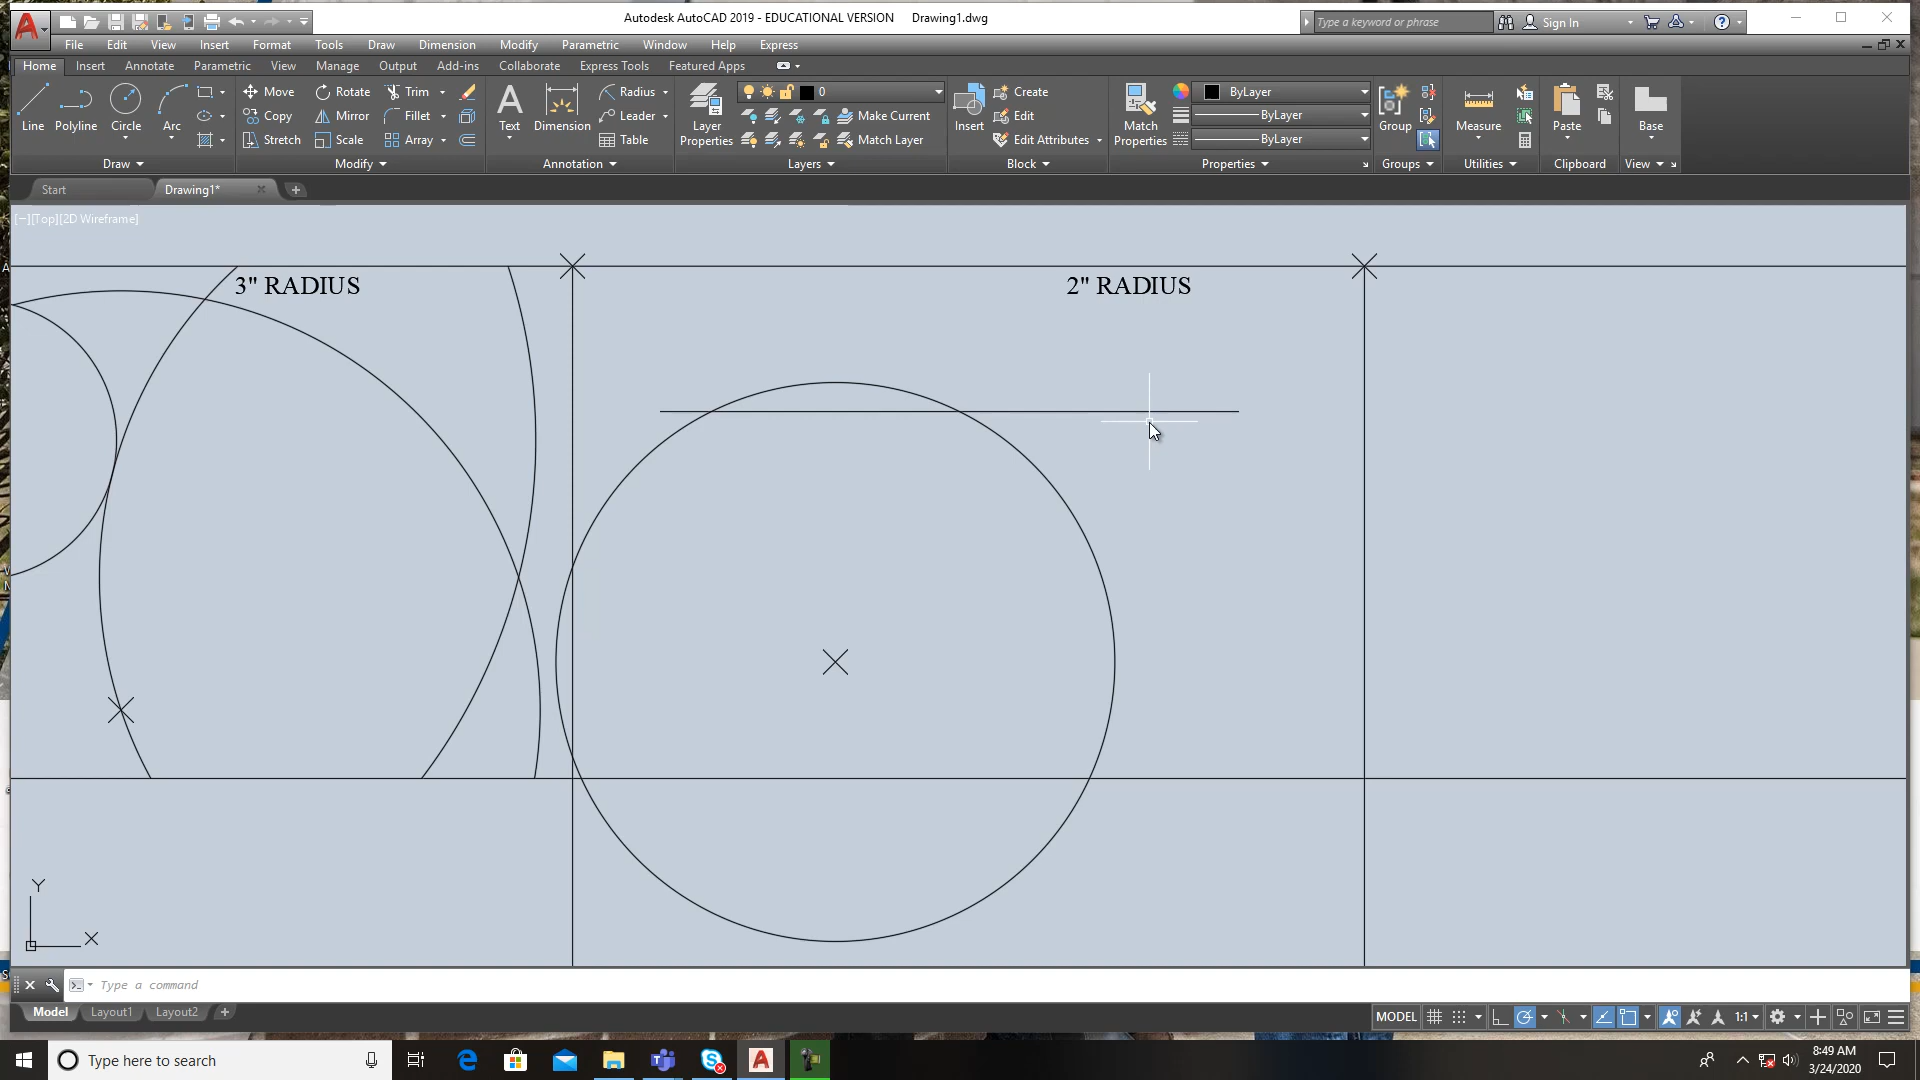 Autodesk AutoCAD 2019 - EDUCATIONAL VERSION Drawing1.dwg
Type a keyword or phrase
Sign In
File Edit View Insert Format Tools Draw Dimension Modify Parametric Window Help Express
Home Insert Annotate Parametric View Manage Output Add-ins Collaborate Express Tools Featured Apps
Line Polyline Circle Arc
Draw
Move Rotate Trim
Copy Mirror Fillet
Stretch Scale Array
Modify
Text Dimension
Radius
Leader
Table
Annotation
Layer Properties
0
Make Current
Match Layer
Layers
Insert
Create
Edit
Edit Attributes
Block
Match Properties
ByLayer
ByLayer
ByLayer
Properties
Group
Groups
Measure
Utilities
Paste
Clipboard
Base
View
Start Drawing1*
[−][Top][2D Wireframe]
3" RADIUS
2" RADIUS
Y
X
Type a command
Model Layout1 Layout2
MODEL
1:1
Type here to search
8:49 AM
3/24/2020